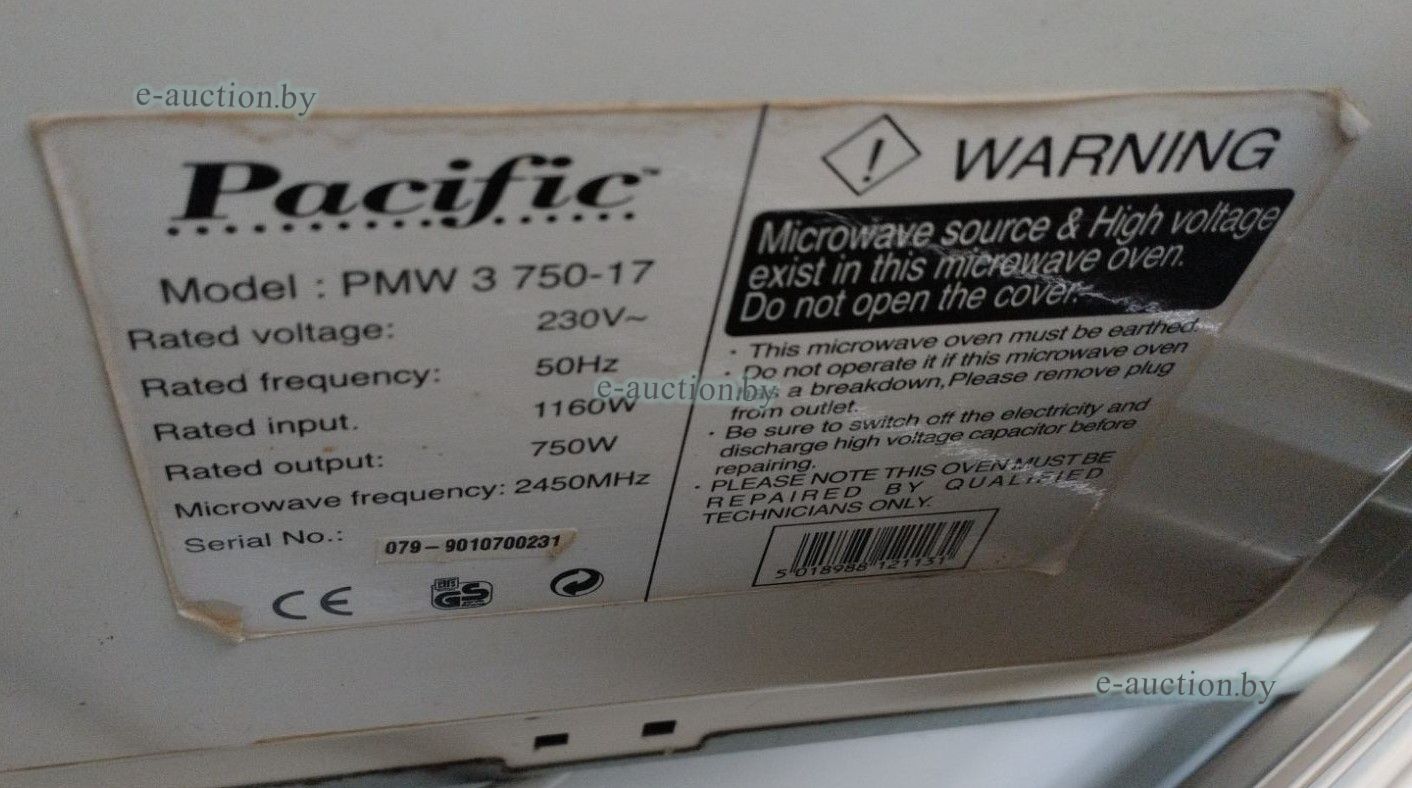 e-auction.by
Pacific™
Model : PMW 3 750-17
Rated voltage: 230V~
Rated frequency: 50Hz
Rated input. 1160W
Rated output: 750W
Microwave frequency: 2450MHz
Serial No.: 079-9010700231
CE
GS
! WARNING
Microwave source & High voltage
exist in this microwave oven.
Do not open the cover.
· This microwave oven must be earthed.
· Do not operate it if this microwave oven
has a breakdown,Please remove plug
from outlet.
· Be sure to switch off the electricity and
discharge high voltage capacitor before
repairing.
· PLEASE NOTE THIS OVEN MUST BE
REPAIRED BY QUALIFIED
TECHNICIANS ONLY.
5 018988 121131
e-auction.by
e-auction.by